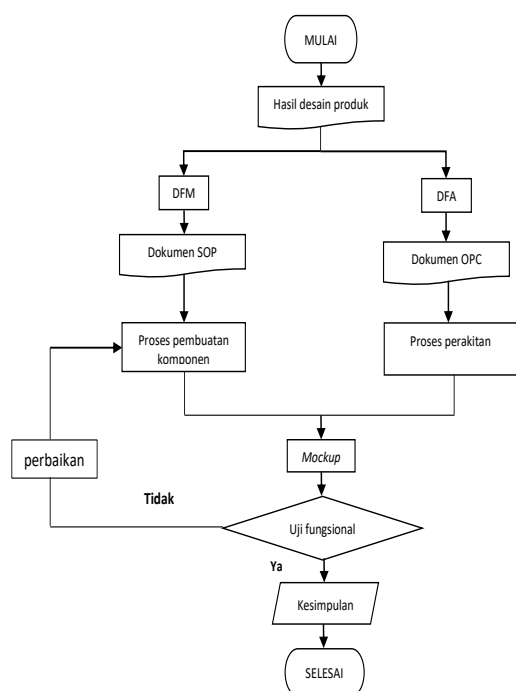 MULAI
Hasil desain produk
DFM
DFA
Dokumen SOP
Dokumen OPC
Proses pembuatan
komponen
Proses perakitan
perbaikan
Mockup
Tidak
Uji fungsional
Ya
Kesimpulan
SELESAI